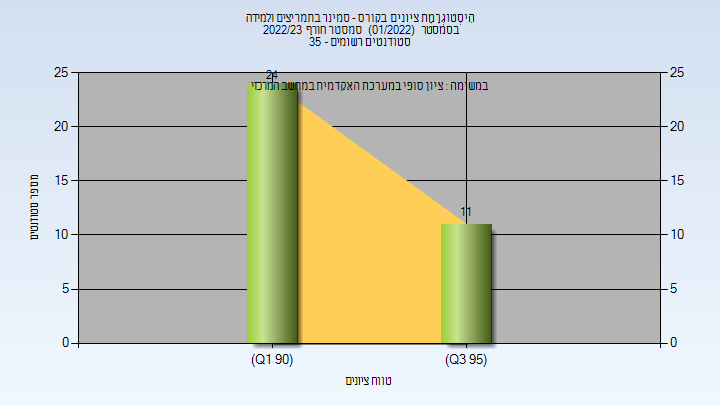 היסטוגרמת ציונים בקורס - סמינר בתמריצים ולמידה
בסמסטר (01/2022) סמסטר חורף 2022/23
סטודנטים רשומים - 35
במשימה : ציון סופי במערכת האקדמית במחשב המרכזי
24
11
25
20
15
10
5
0
25
20
15
10
5
0
מספר סטודנטים
(Q1 90)
(Q3 95)
טווח ציונים